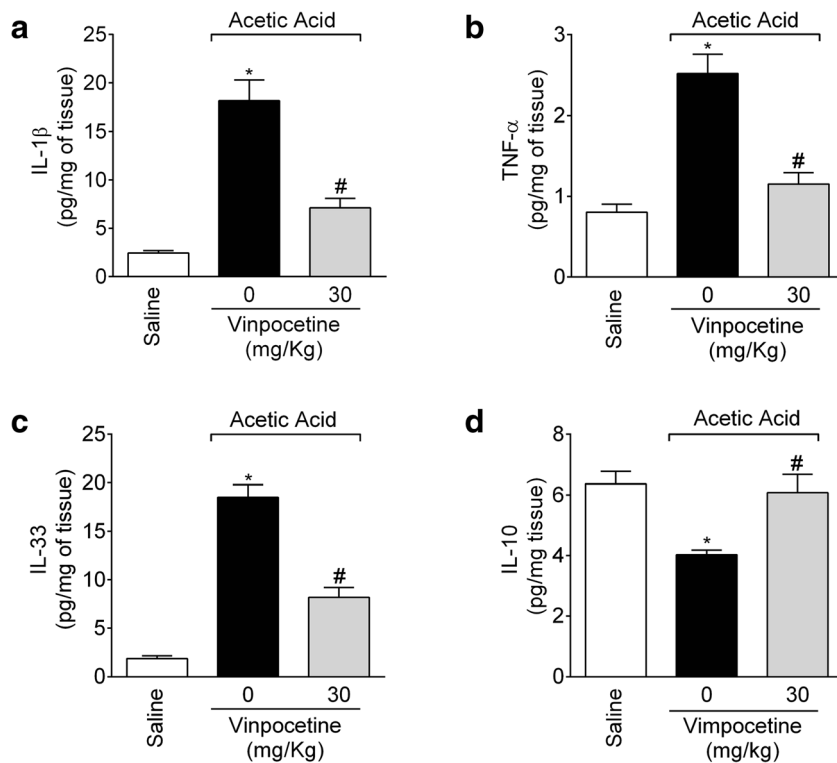 a
Acetic Acid
IL-1β
(pg/mg of tissue)
25
20
15
10
5
0
*
#
Saline
0 30
Vinpocetine
(mg/Kg)
b
Acetic Acid
TNF-α
(pg/mg of tissue)
3
2
1
0
*
#
Saline
0 30
Vinpocetine
(mg/Kg)
c
Acetic Acid
IL-33
(pg/mg of tissue)
25
20
15
10
5
0
*
#
Saline
0 30
Vinpocetine
(mg/Kg)
d
Acetic Acid
IL-10
(pg/mg tissue)
8
6
4
2
0
*
#
Saline
0 30
Vimpocetine
(mg/kg)